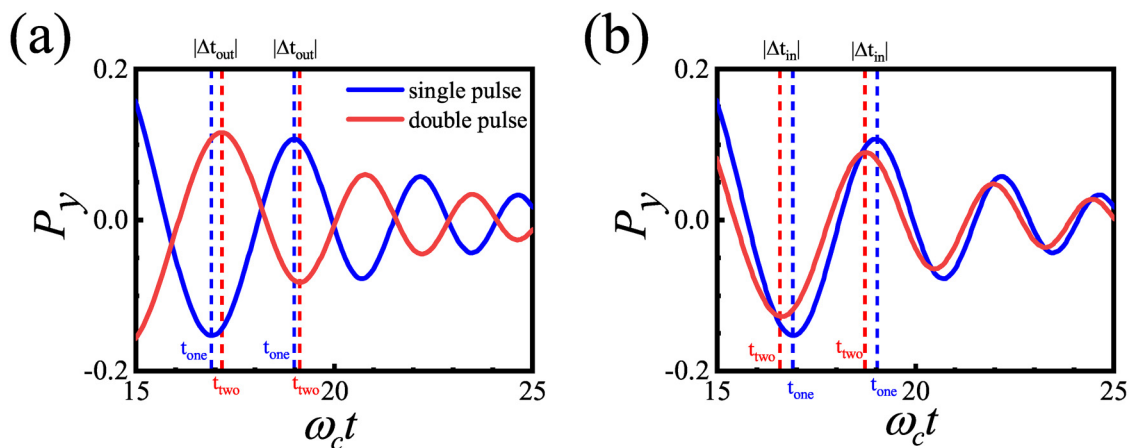 (a)
|Δt_out| |Δt_out|
0.2
single pulse
double pulse
P_y
0.0
t_one t_one
-0.2
t_two t_two
15 20 25
ω_c t
(b)
|Δt_in| |Δt_in|
0.2
P_y
0.0
t_two t_two
-0.2
t_one t_one
15 20 25
ω_c t